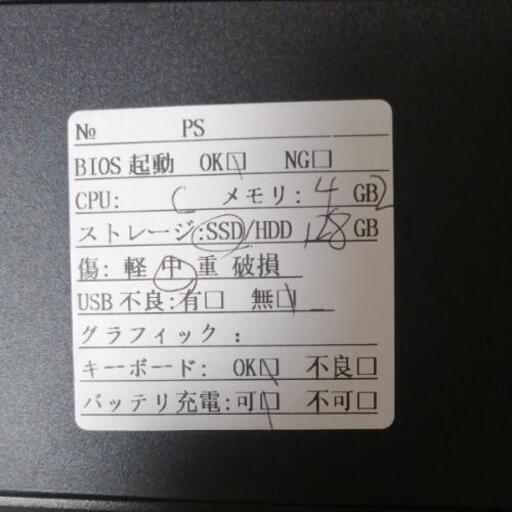 № PS
BIOS 起動 OK☑ NG☐
CPU: C メモリ: 4 GB2
ストレージ:SSD/HDD 128 GB
傷: 軽 中 重 破損
USB 不良:有☐ 無☑
グラフィック :
キーボード: OK☑ 不良☐
バッテリ充電:可☑ 不可☐